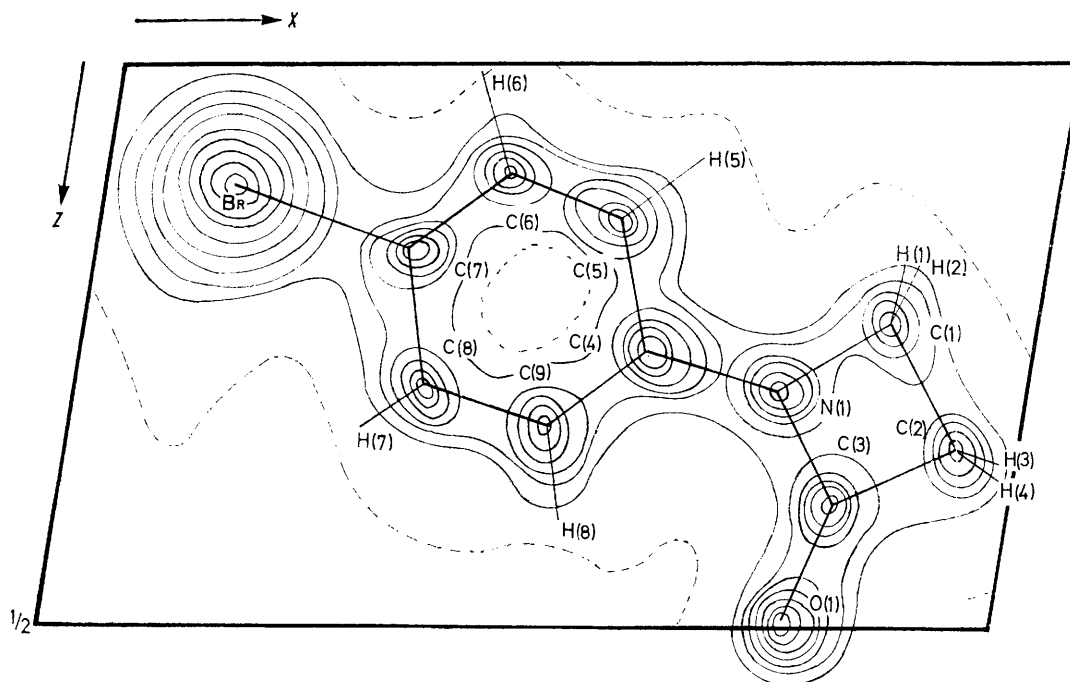 X
Z
H(6)
H(5)
BR
C(6)
C(7)
C(5)
H(1)
H(2)
C(1)
C(8)
C(4)
C(9)
N(1)
C(2)
C(3)
H(7)
H(3)
H(4)
H(8)
O(1)
1/2